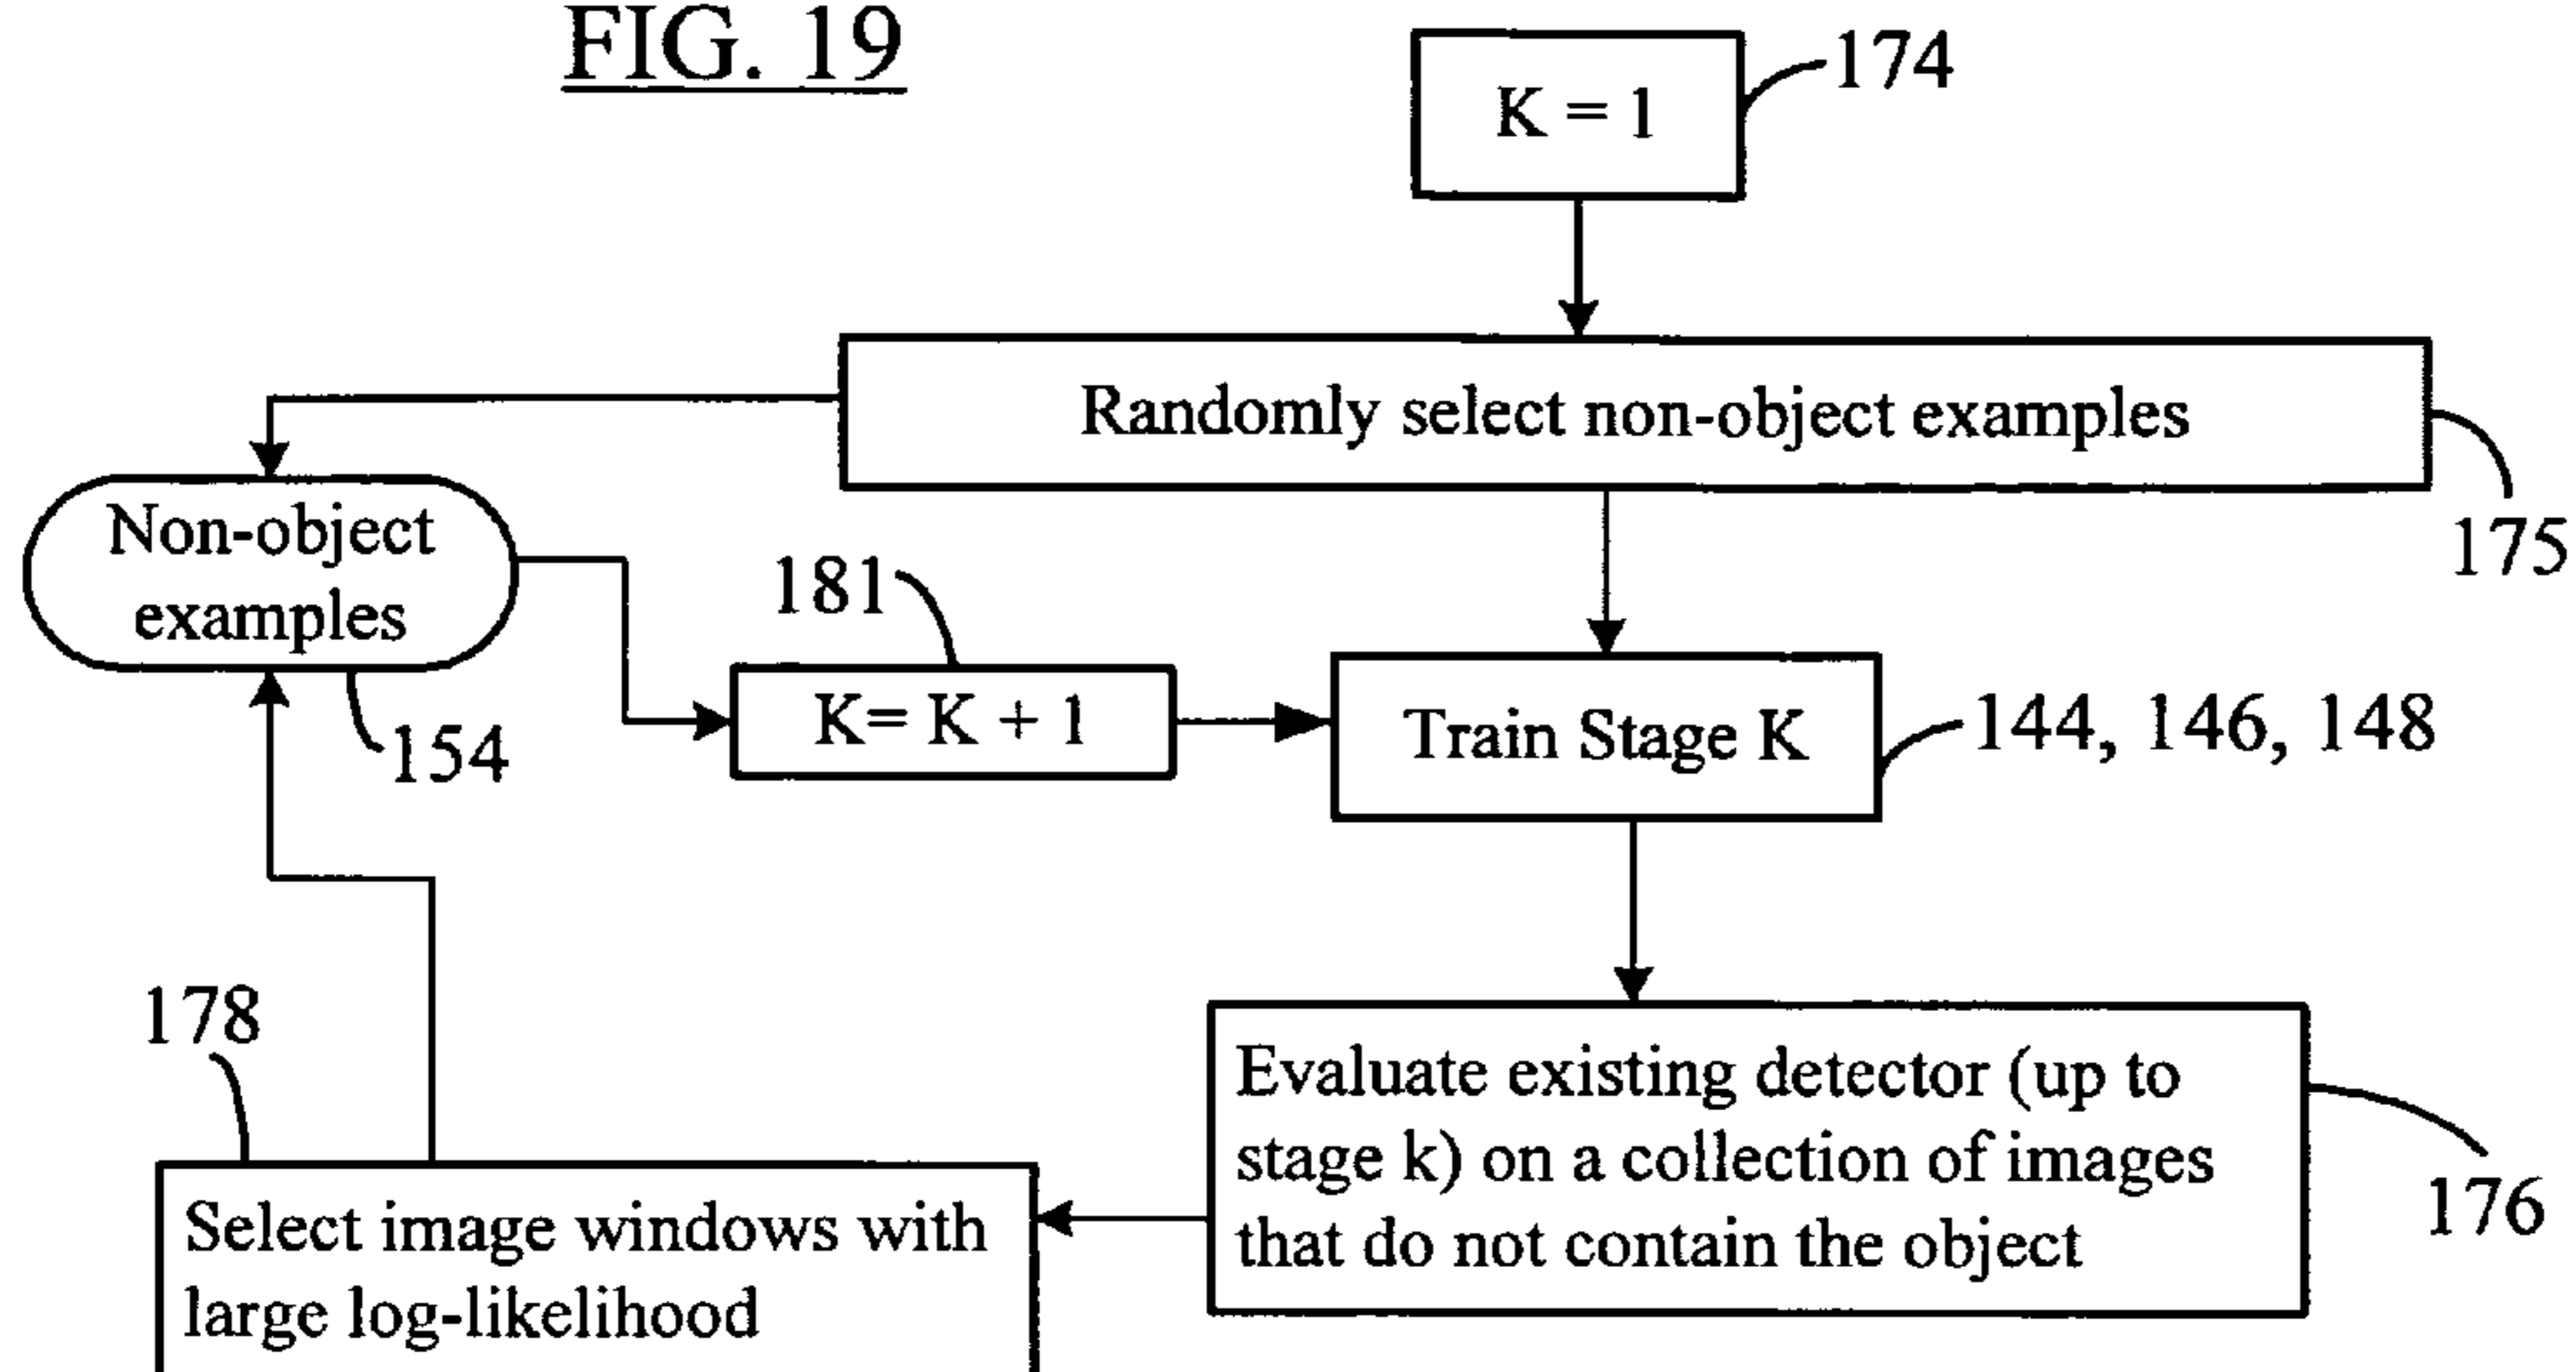 FIG. 19
K = 1
174
Randomly select non-object examples
175
Non-object
examples
154
181
K= K + 1
Train Stage K
144, 146, 148
178
Select image windows with
large log-likelihood
Evaluate existing detector (up to
stage k) on a collection of images
that do not contain the object
176